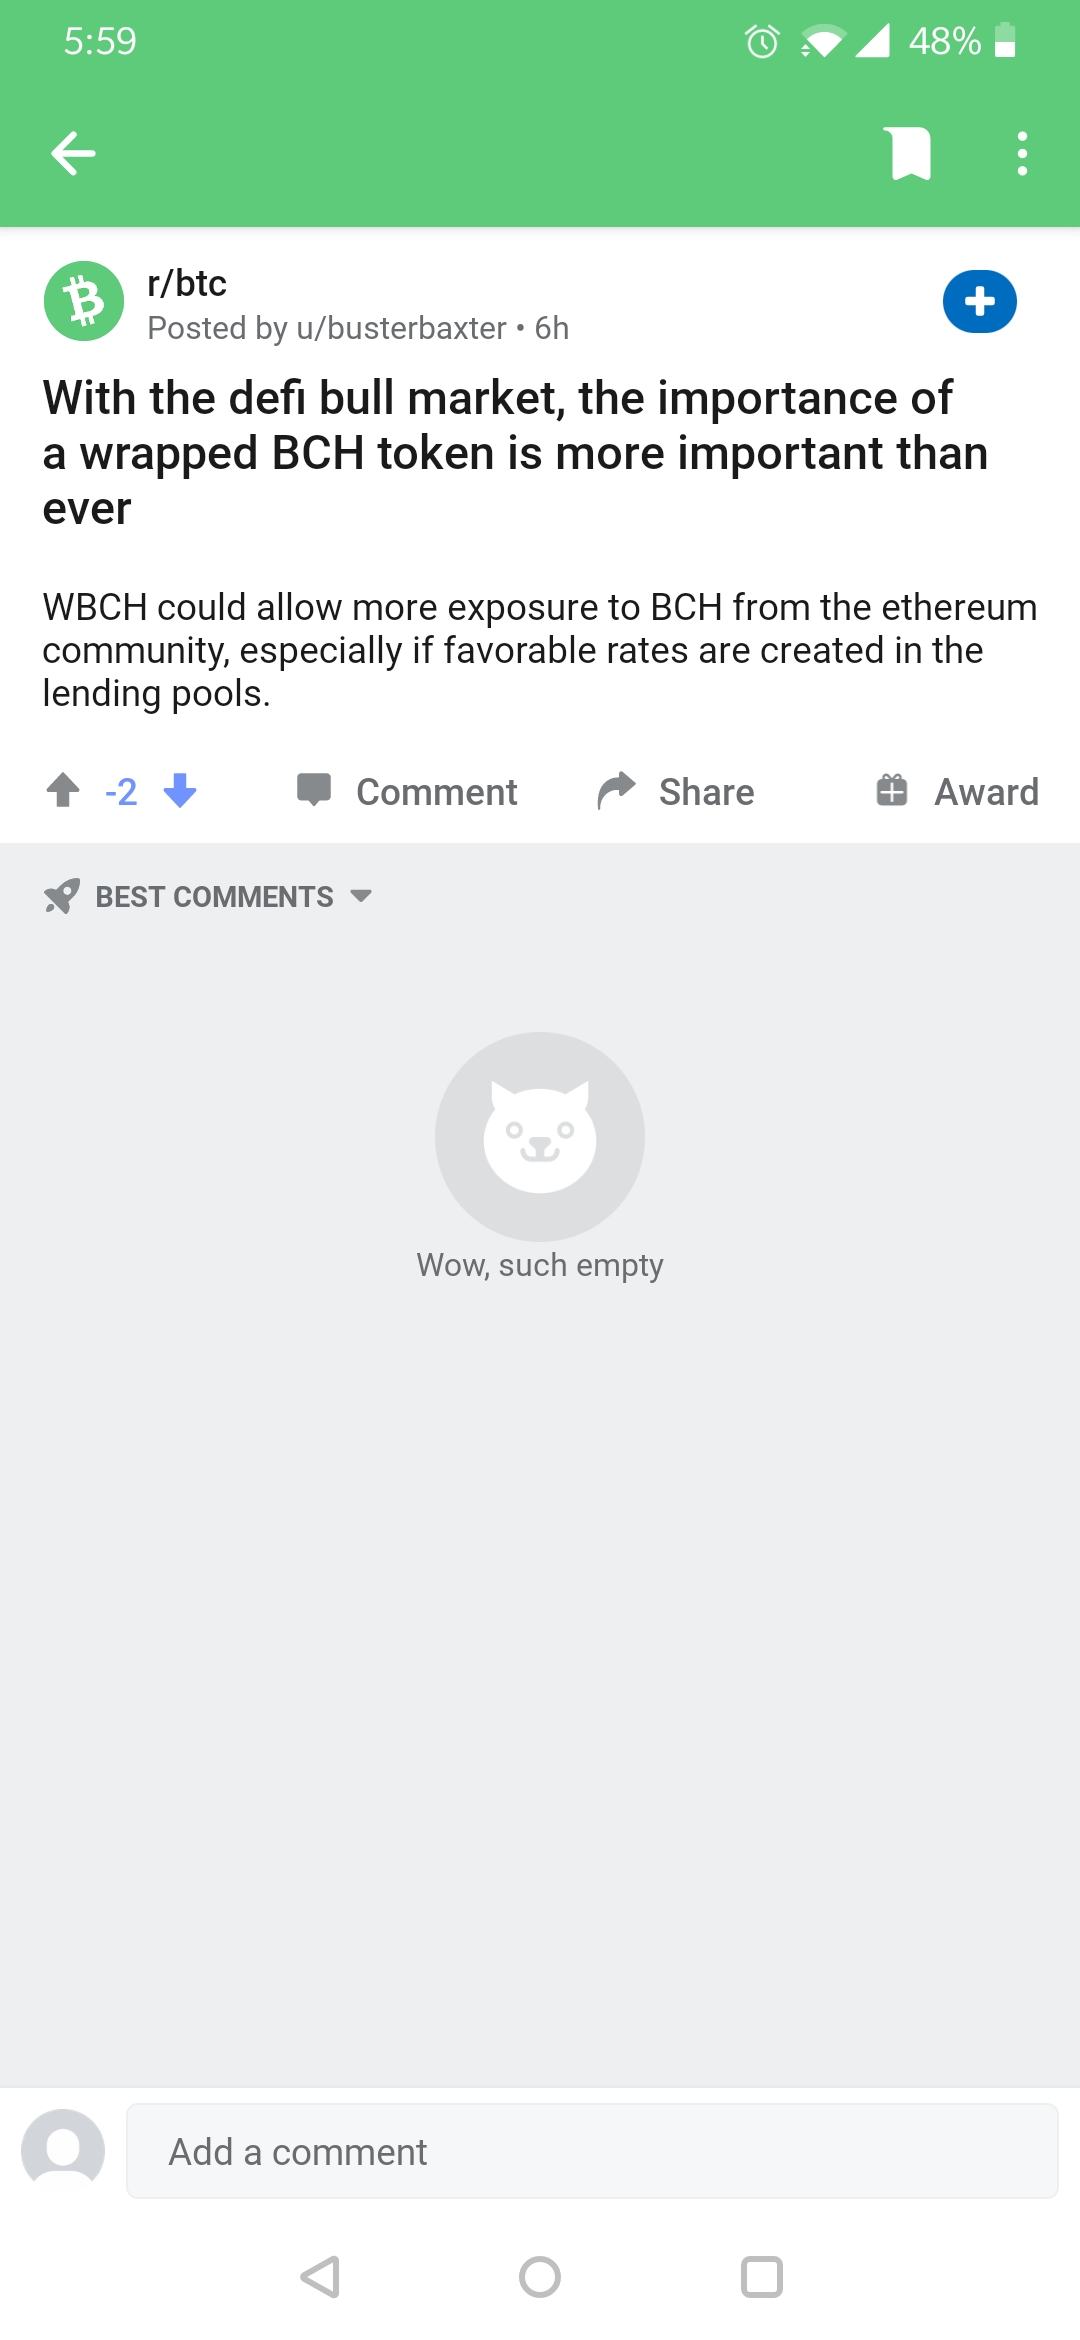 5:59
48%
r/btc
Posted by u/busterbaxter • 6h
With the defi bull market, the importance of
a wrapped BCH token is more important than
ever
WBCH could allow more exposure to BCH from the ethereum
community, especially if favorable rates are created in the
lending pools.
-2 Comment Share Award
BEST COMMENTS
Wow, such empty
Add a comment